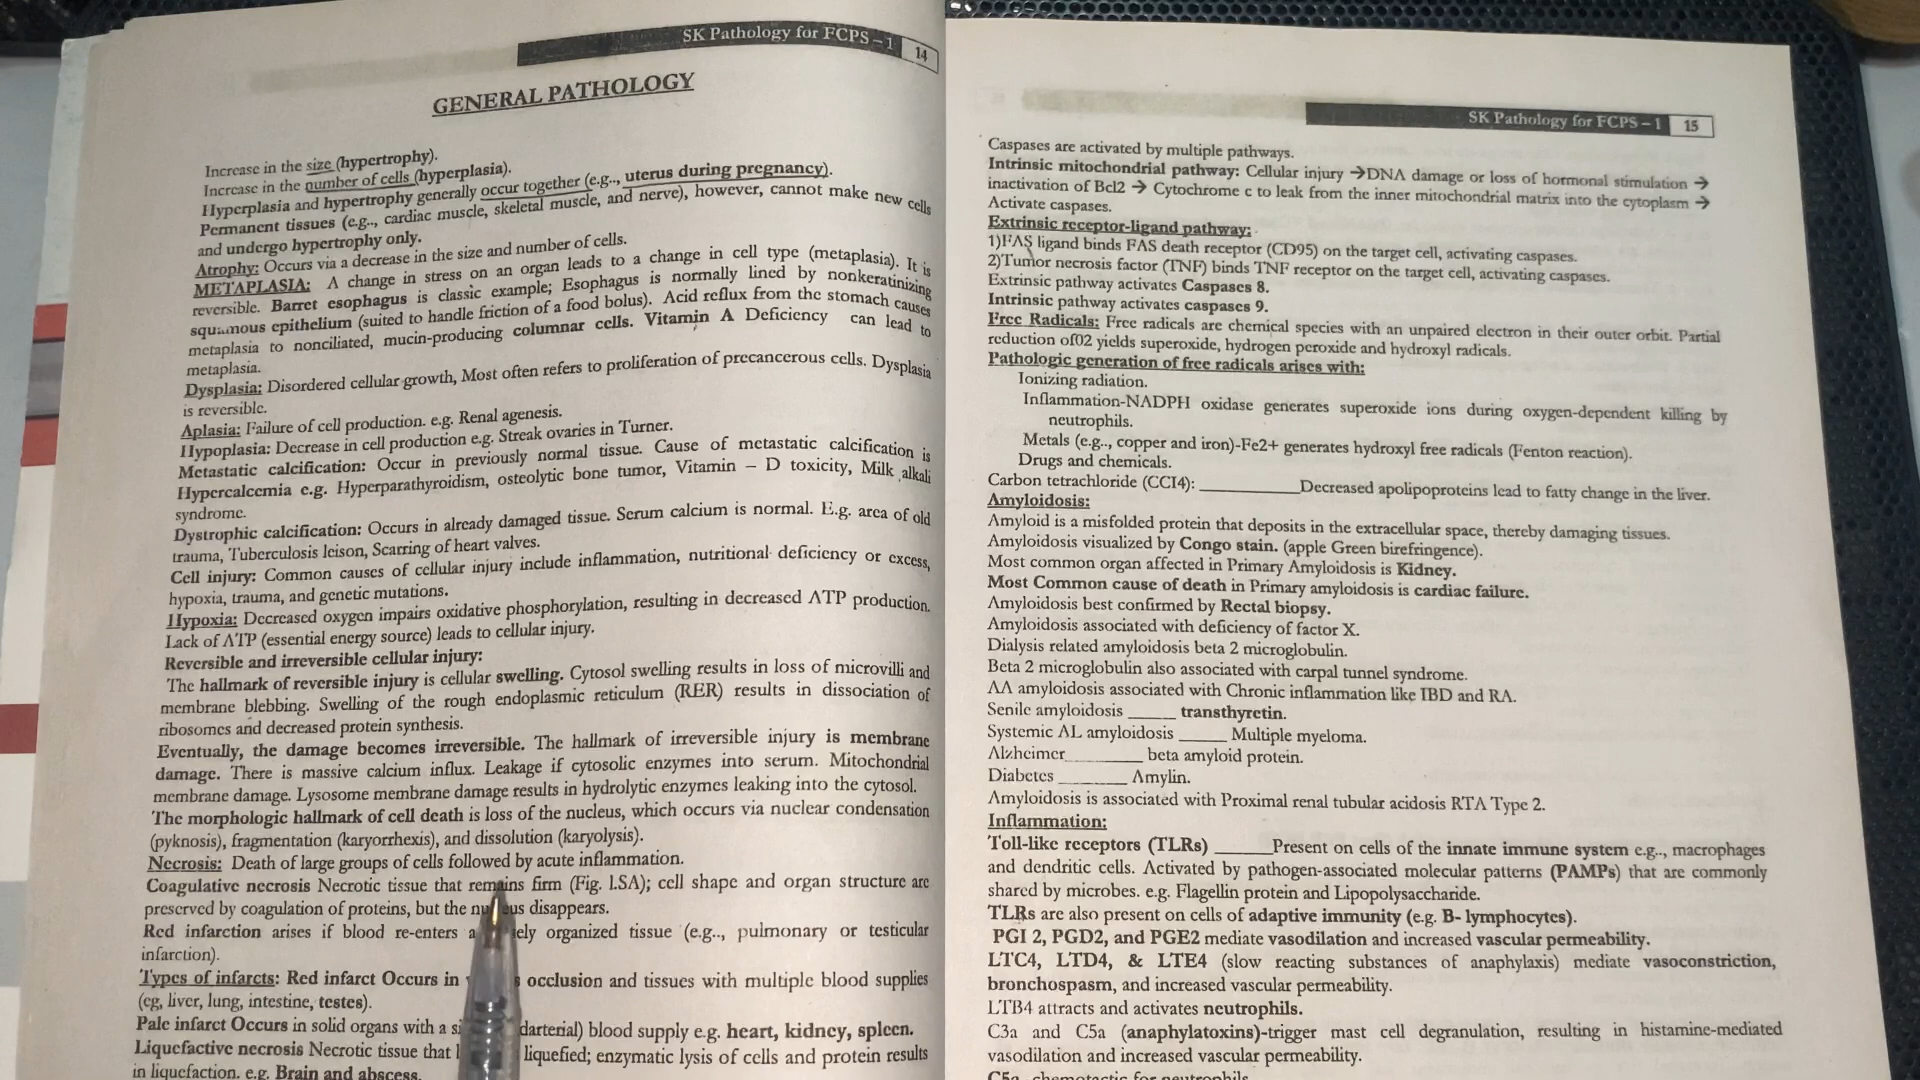 SK Pathology for FCPS – 1 14
GENERAL PATHOLOGY
Increase in the size (hypertrophy).
Increase in the number of cells (hyperplasia).
Hyperplasia and hypertrophy generally occur together (e.g., uterus during pregnancy).
Permanent tissues (e.g., cardiac muscle, skeletal muscle, and nerve), however, cannot make new cells
and undergo hypertrophy only.
Atrophy: Occurs via a decrease in the size and number of cells.
METAPLASIA: A change in stress on an organ leads to a change in cell type (metaplasia). It is
reversible. Barret esophagus is classic example; Esophagus is normally lined by nonkeratinizing
squamous epithelium (suited to handle friction of a food bolus). Acid reflux from the stomach causes
metaplasia to nonciliated, mucin-producing columnar cells. Vitamin A Deficiency can lead to
metaplasia.
Dysplasia: Disordered cellular growth, Most often refers to proliferation of precancerous cells. Dysplasia
is reversible.
Aplasia: Failure of cell production. e.g. Renal agenesis.
Hypoplasia: Decrease in cell production e.g. Streak ovaries in Turner.
Metastatic calcification: Occur in previously normal tissue. Cause of metastatic calcification is
Hypercalcemia e.g. Hyperparathyroidism, osteolytic bone tumor, Vitamin – D toxicity, Milk alkali
syndrome.
Dystrophic calcification: Occurs in already damaged tissue. Serum calcium is normal. E.g. area of old
trauma, Tuberculosis leison, Scarring of heart valves.
Cell injury: Common causes of cellular injury include inflammation, nutritional deficiency or excess,
hypoxia, trauma, and genetic mutations.
Hypoxia: Decreased oxygen impairs oxidative phosphorylation, resulting in decreased ATP production.
Lack of ATP (essential energy source) leads to cellular injury.
Reversible and irreversible cellular injury:
The hallmark of reversible injury is cellular swelling. Cytosol swelling results in loss of microvilli and
membrane blebbing. Swelling of the rough endoplasmic reticulum (RER) results in dissociation of
ribosomes and decreased protein synthesis.
Eventually, the damage becomes irreversible. The hallmark of irreversible injury is membrane
damage. There is massive calcium influx. Leakage if cytosolic enzymes into serum. Mitochondrial
membrane damage. Lysosome membrane damage results in hydrolytic enzymes leaking into the cytosol.
The morphologic hallmark of cell death is loss of the nucleus, which occurs via nuclear condensation
(pyknosis), fragmentation (karyorrhexis), and dissolution (karyolysis).
Necrosis: Death of large groups of cells followed by acute inflammation.
Coagulative necrosis Necrotic tissue that remains firm (Fig. 1.SA); cell shape and organ structure are
preserved by coagulation of proteins, but the disappears.
Red infarction arises if blood re-enters a organized tissue (e.g.., pulmonary or testicular
infarction).
Types of infarcts: Red infarct Occurs in occlusion and tissues with multiple blood supplies
(eg, liver, lung, intestine, testes).
Pale infarct Occurs in solid organs with a blood supply e.g. heart, kidney, spleen.
Liquefactive necrosis Necrotic tissue that liquefied; enzymatic lysis of cells and protein results
in liquefaction. e.g. Brain and abscess.
SK Pathology for FCPS – 1 15
Caspases are activated by multiple pathways.
Intrinsic mitochondrial pathway: Cellular injury →DNA damage or loss of hormonal stimulation →
inactivation of Bcl2 → Cytochrome c to leak from the inner mitochondrial matrix into the cytoplasm →
Activate caspases.
Extrinsic receptor-ligand pathway:
1)FAS ligand binds FAS death receptor (CD95) on the target cell, activating caspases.
2)Tumor necrosis factor (TNF) binds TNF receptor on the target cell, activating caspases.
Extrinsic pathway activates Caspases 8.
Intrinsic pathway activates caspases 9.
Free Radicals: Free radicals are chemical species with an unpaired electron in their outer orbit. Partial
reduction of02 yields superoxide, hydrogen peroxide and hydroxyl radicals.
Pathologic generation of free radicals arises with:
Ionizing radiation.
Inflammation-NADPH oxidase generates superoxide ions during oxygen-dependent killing by
neutrophils.
Metals (e.g.., copper and iron)-Fe2+ generates hydroxyl free radicals (Fenton reaction).
Drugs and chemicals.
Carbon tetrachloride (CCI4): __________Decreased apolipoproteins lead to fatty change in the liver.
Amyloidosis:
Amyloid is a misfolded protein that deposits in the extracellular space, thereby damaging tissues.
Amyloidosis visualized by Congo stain. (apple Green birefringence).
Most common organ affected in Primary Amyloidosis is Kidney.
Most Common cause of death in Primary amyloidosis is cardiac failure.
Amyloidosis best confirmed by Rectal biopsy.
Amyloidosis associated with deficiency of factor X.
Dialysis related amyloidosis beta 2 microglobulin.
Beta 2 microglobulin also associated with carpal tunnel syndrome.
AA amyloidosis associated with Chronic inflammation like IBD and RA.
Senile amyloidosis _____ transthyretin.
Systemic AL amyloidosis _____ Multiple myeloma.
Alzheimer________ beta amyloid protein.
Diabetes _______ Amylin.
Amyloidosis is associated with Proximal renal tubular acidosis RTA Type 2.
Inflammation:
Toll-like receptors (TLRs) ______Present on cells of the innate immune system e.g.., macrophages
and dendritic cells. Activated by pathogen-associated molecular patterns (PAMPs) that are commonly
shared by microbes. e.g. Flagellin protein and Lipopolysaccharide.
TLRs are also present on cells of adaptive immunity (e.g. B- lymphocytes).
PGI 2, PGD2, and PGE2 mediate vasodilation and increased vascular permeability.
LTC4, LTD4, & LTE4 (slow reacting substances of anaphylaxis) mediate vasoconstriction,
bronchospasm, and increased vascular permeability.
LTB4 attracts and activates neutrophils.
C3a and C5a (anaphylatoxins)-trigger mast cell degranulation, resulting in histamine-mediated
vasodilation and increased vascular permeability.
C5a chemotactic for neutrophils